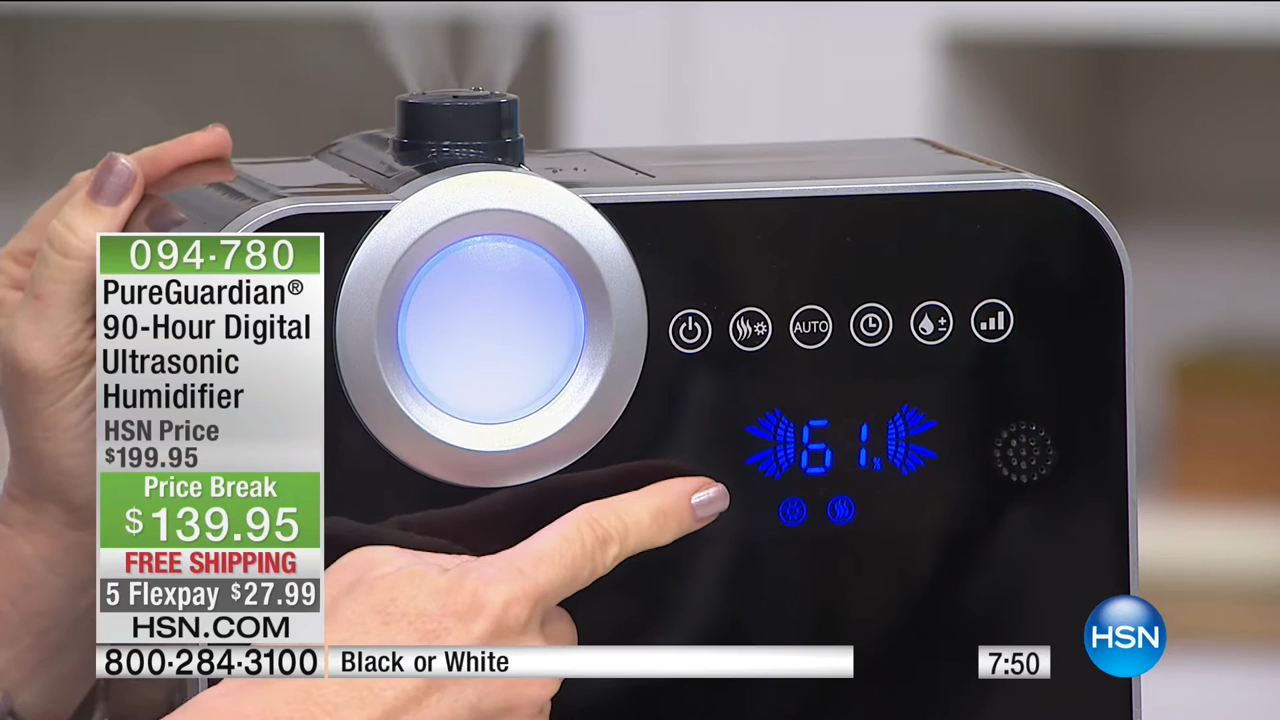 094·780
PureGuardian®
90-Hour Digital
Ultrasonic
Humidifier
HSN Price
$199.95
Price Break
$139.95
FREE SHIPPING
5 Flexpay $27.99
HSN.COM
800·284·3100
Black or White
7:50
HSN
AUTO
61%